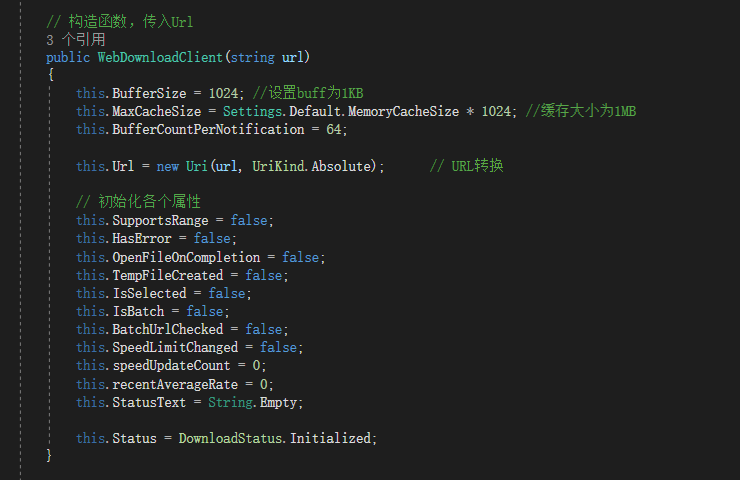 // 构造函数，传入Url
3 个引用
public WebDownloadClient(string url)
{
this.BufferSize = 1024; //设置buff为1KB
this.MaxCacheSize = Settings.Default.MemoryCacheSize * 1024; //缓存大小为1MB
this.BufferCountPerNotification = 64;
this.Url = new Uri(url, UriKind.Absolute); // URL转换
// 初始化各个属性
this.SupportsRange = false;
this.HasError = false;
this.OpenFileOnCompletion = false;
this.TempFileCreated = false;
this.IsSelected = false;
this.IsBatch = false;
this.BatchUrlChecked = false;
this.SpeedLimitChanged = false;
this.speedUpdateCount = 0;
this.recentAverageRate = 0;
this.StatusText = String.Empty;
this.Status = DownloadStatus.Initialized;
}